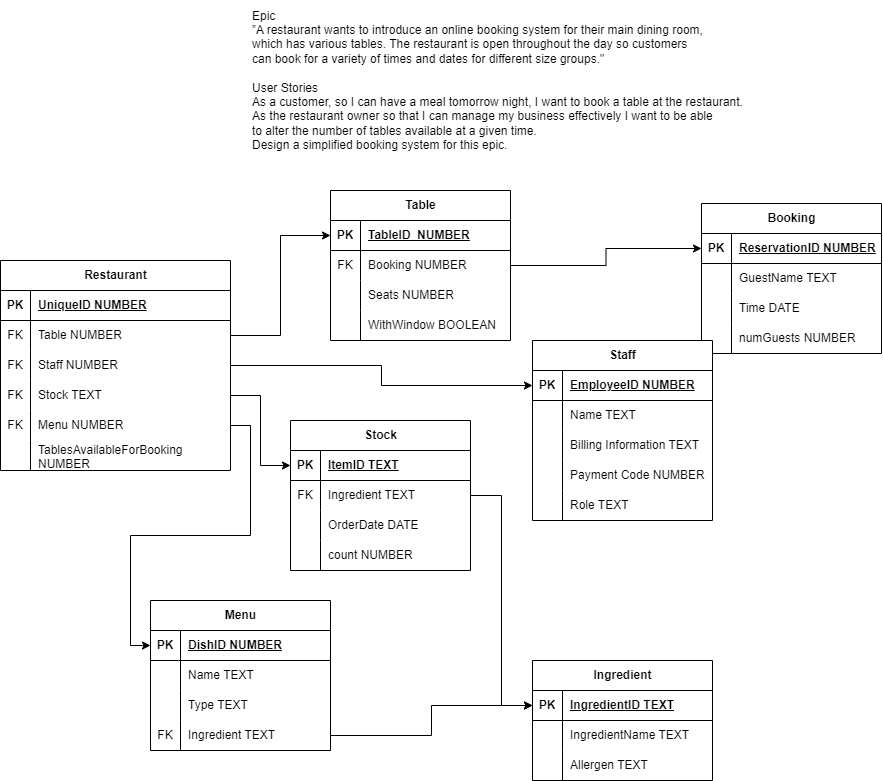 Epic
"A restaurant wants to introduce an online booking system for their main dining room,
which has various tables. The restaurant is open throughout the day so customers
can book for a variety of times and dates for different size groups."
User Stories
As a customer, so I can have a meal tomorrow night, I want to book a table at the restaurant.
As the restaurant owner so that I can manage my business effectively I want to be able
to alter the number of tables available at a given time.
Design a simplified booking system for this epic.
Table
PK TableID NUMBER
FK Booking NUMBER
Seats NUMBER
WithWindow BOOLEAN
Booking
PK ReservationID NUMBER
GuestName TEXT
Time DATE
numGuests NUMBER
Restaurant
PK UniqueID NUMBER
FK Table NUMBER
FK Staff NUMBER
FK Stock TEXT
FK Menu NUMBER
TablesAvailableForBooking
NUMBER
Staff
PK EmployeeID NUMBER
Name TEXT
Billing Information TEXT
Payment Code NUMBER
Role TEXT
Stock
PK ItemID TEXT
FK Ingredient TEXT
OrderDate DATE
count NUMBER
Menu
PK DishID NUMBER
Name TEXT
Type TEXT
FK Ingredient TEXT
Ingredient
PK IngredientID TEXT
IngredientName TEXT
Allergen TEXT